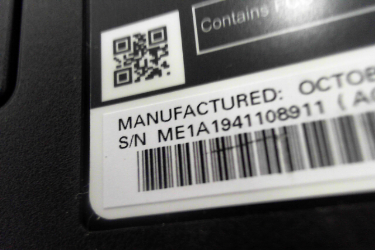 Contains
MANUFACTURED: OCTOB
S/N ME1A1941108911 (A